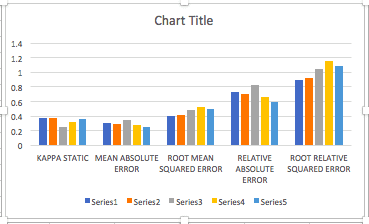 Chart Title
1.4
1.2
1
0.8
0.6
0.4
0.2
0
KAPPA STATIC
MEAN ABSOLUTE
ERROR
ROOT MEAN
SQUARED ERROR
RELATIVE
ABSOLUTE
ERROR
ROOT RELATIVE
SQUARED ERROR
Series1 Series2 Series3 Series4 Series5